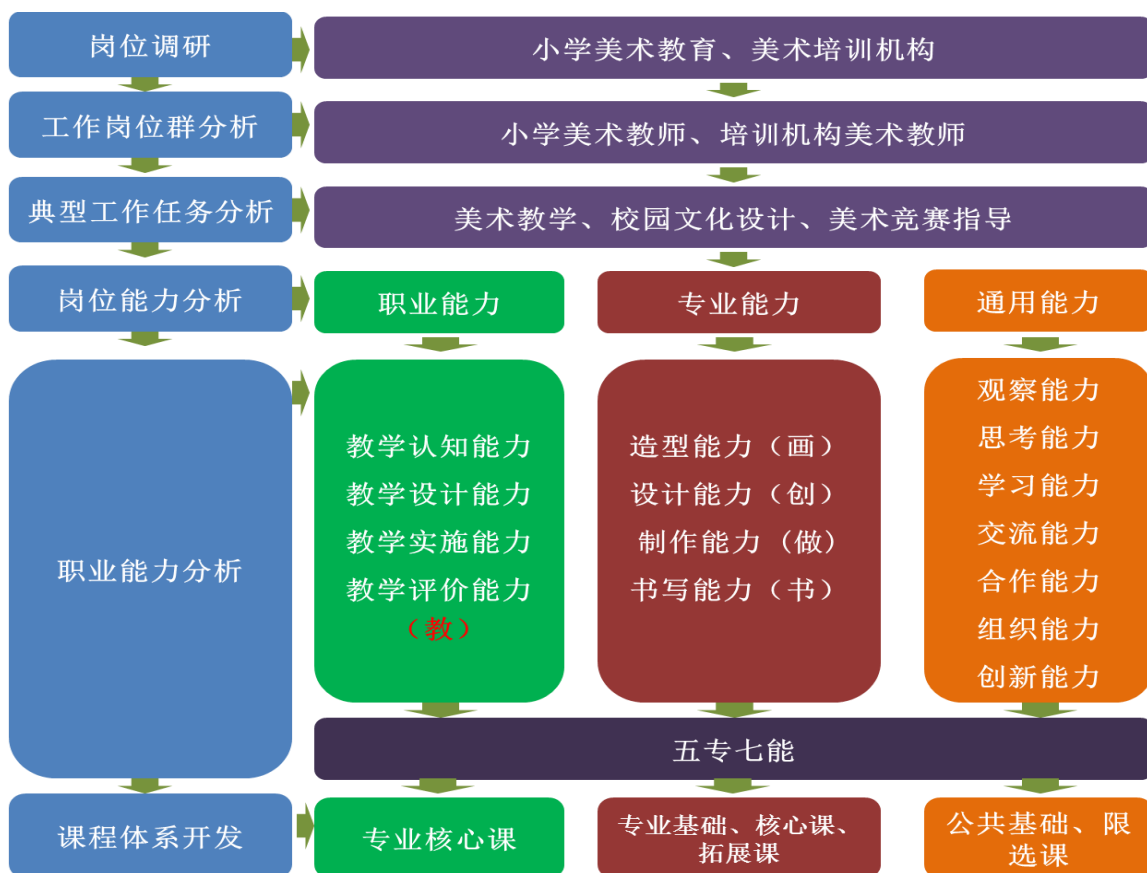 岗位调研
小学美术教育、美术培训机构
工作岗位群分析
小学美术教师、培训机构美术教师
典型工作任务分析
美术教学、校园文化设计、美术竞赛指导
岗位能力分析
职业能力
专业能力
通用能力
职业能力分析
教学认知能力
教学设计能力
教学实施能力
教学评价能力
（教）
造型能力（画）
设计能力（创）
制作能力（做）
书写能力（书）
观察能力
思考能力
学习能力
交流能力
合作能力
组织能力
创新能力
五专七能
课程体系开发
专业核心课
专业基础、核心课、
拓展课
公共基础、限
选课